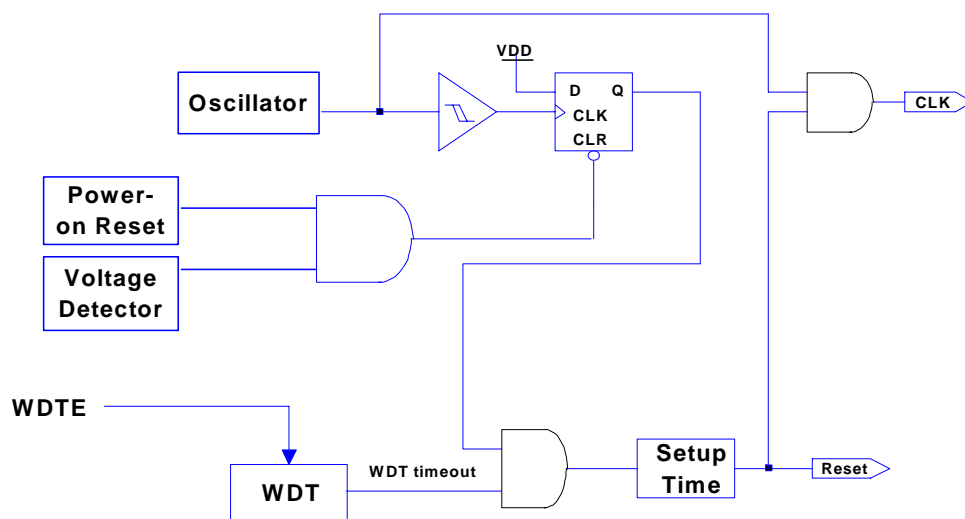 VDD
Oscillator
D Q
CLK
CLR
CLK
Power-
on Reset
Voltage
Detector
WDTE
WDT timeout
WDT
Setup
Time
Reset